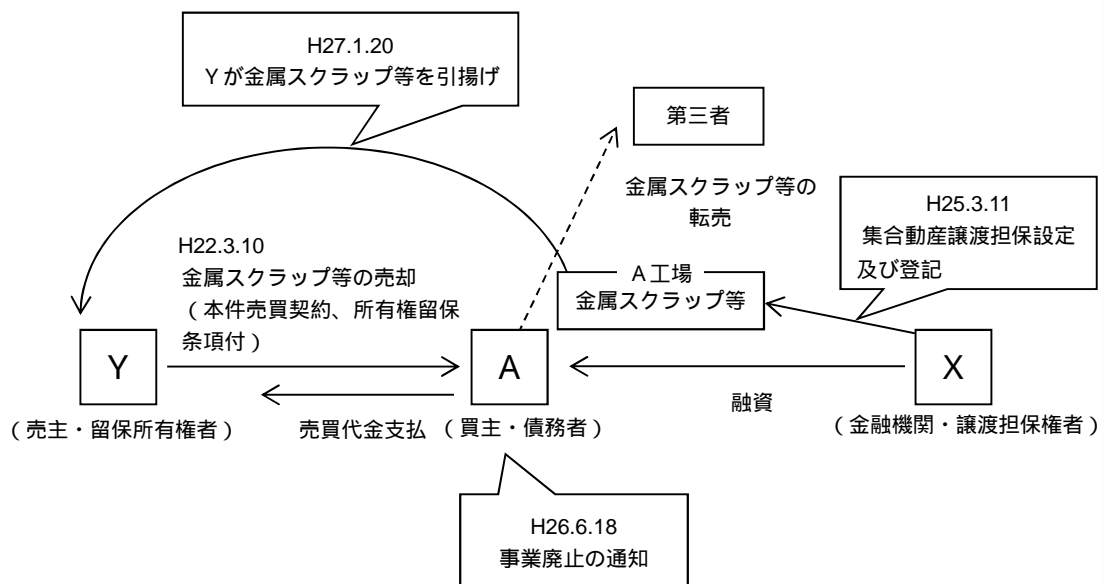 H27.1.20
Yが金属スクラップ等を引揚げ
第三者
金属スクラップ等の
転売
H25.3.11
集合動産譲渡担保設定
及び登記
H22.3.10
金属スクラップ等の売却
（本件売買契約、所有権留保
条項付）
A工場
金属スクラップ等
Y
A
X
融資
（売主・留保所有権者）
売買代金支払
（買主・債務者）
（金融機関・譲渡担保権者）
H26.6.18
事業廃止の通知